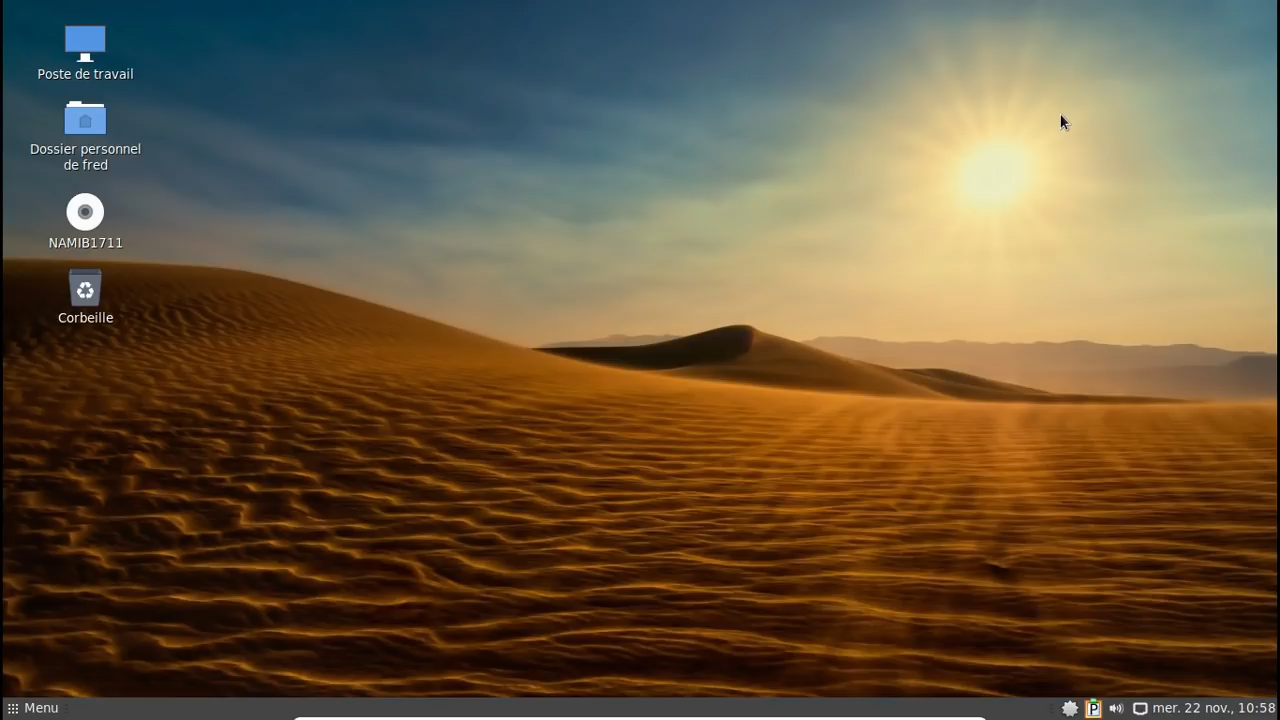 Poste de travail
Dossier personnel
de fred
NAMIB1711
Corbeille
Menu
P
mer. 22 nov., 10:58